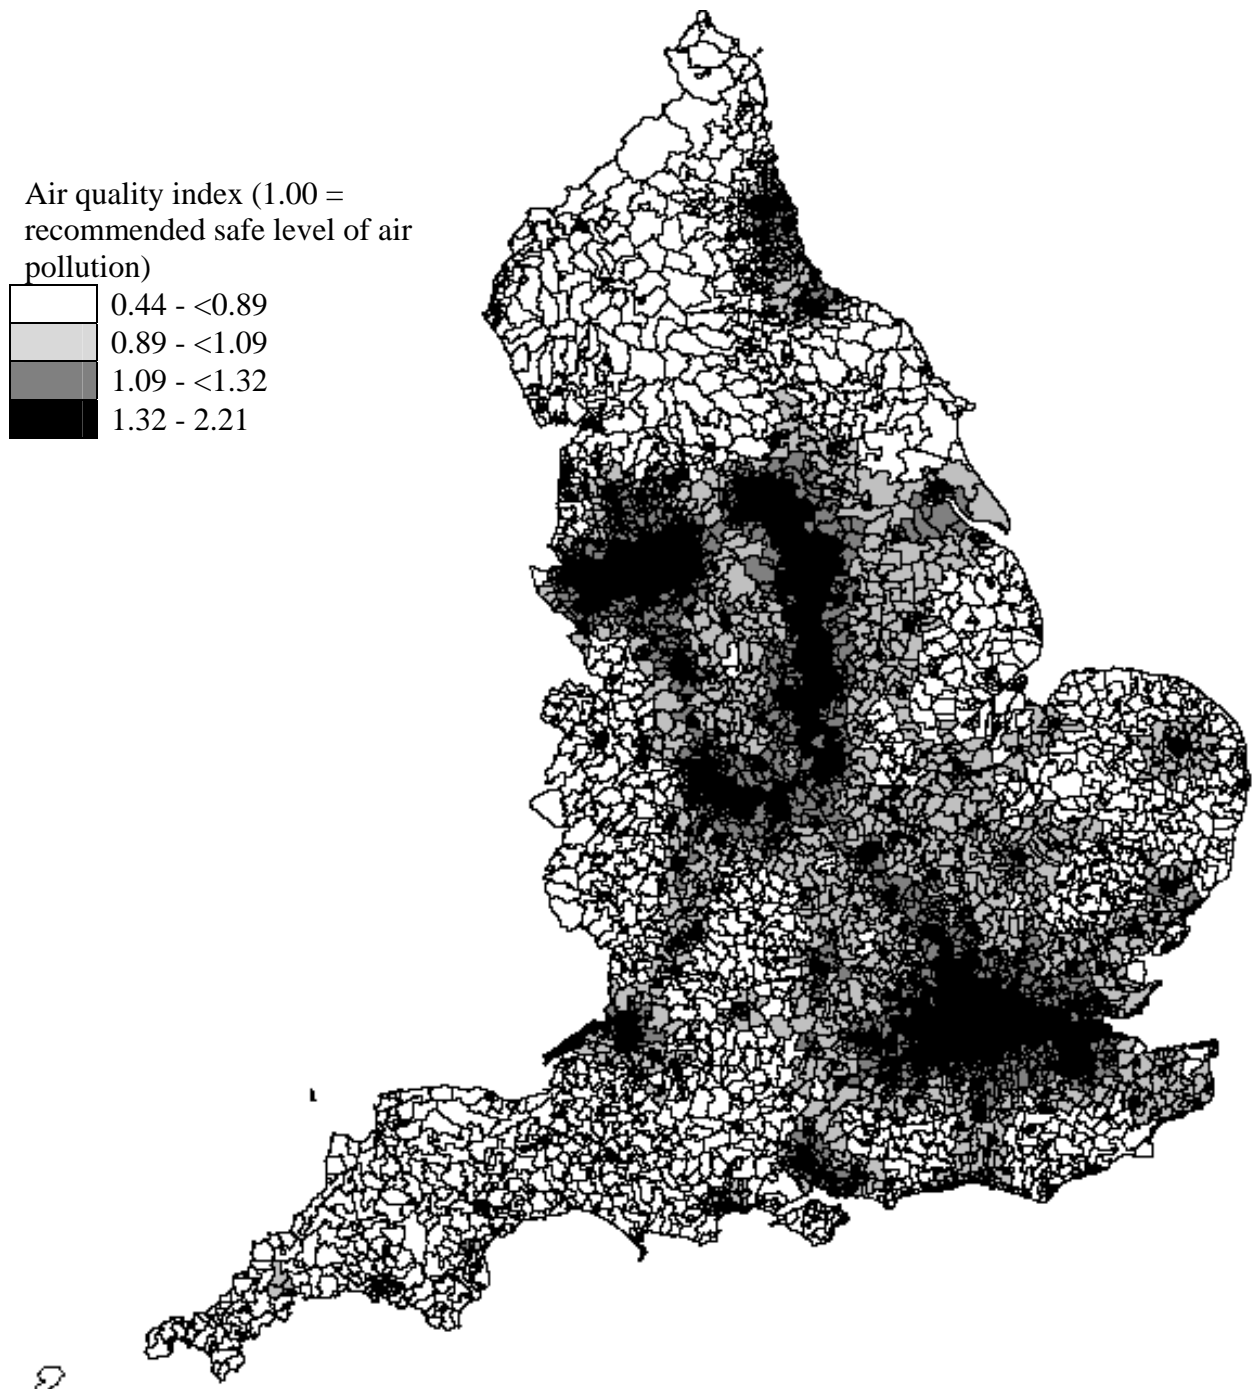 Air quality index (1.00 =
recommended safe level of air
pollution)
0.44 - <0.89
0.89 - <1.09
1.09 - <1.32
1.32 - 2.21